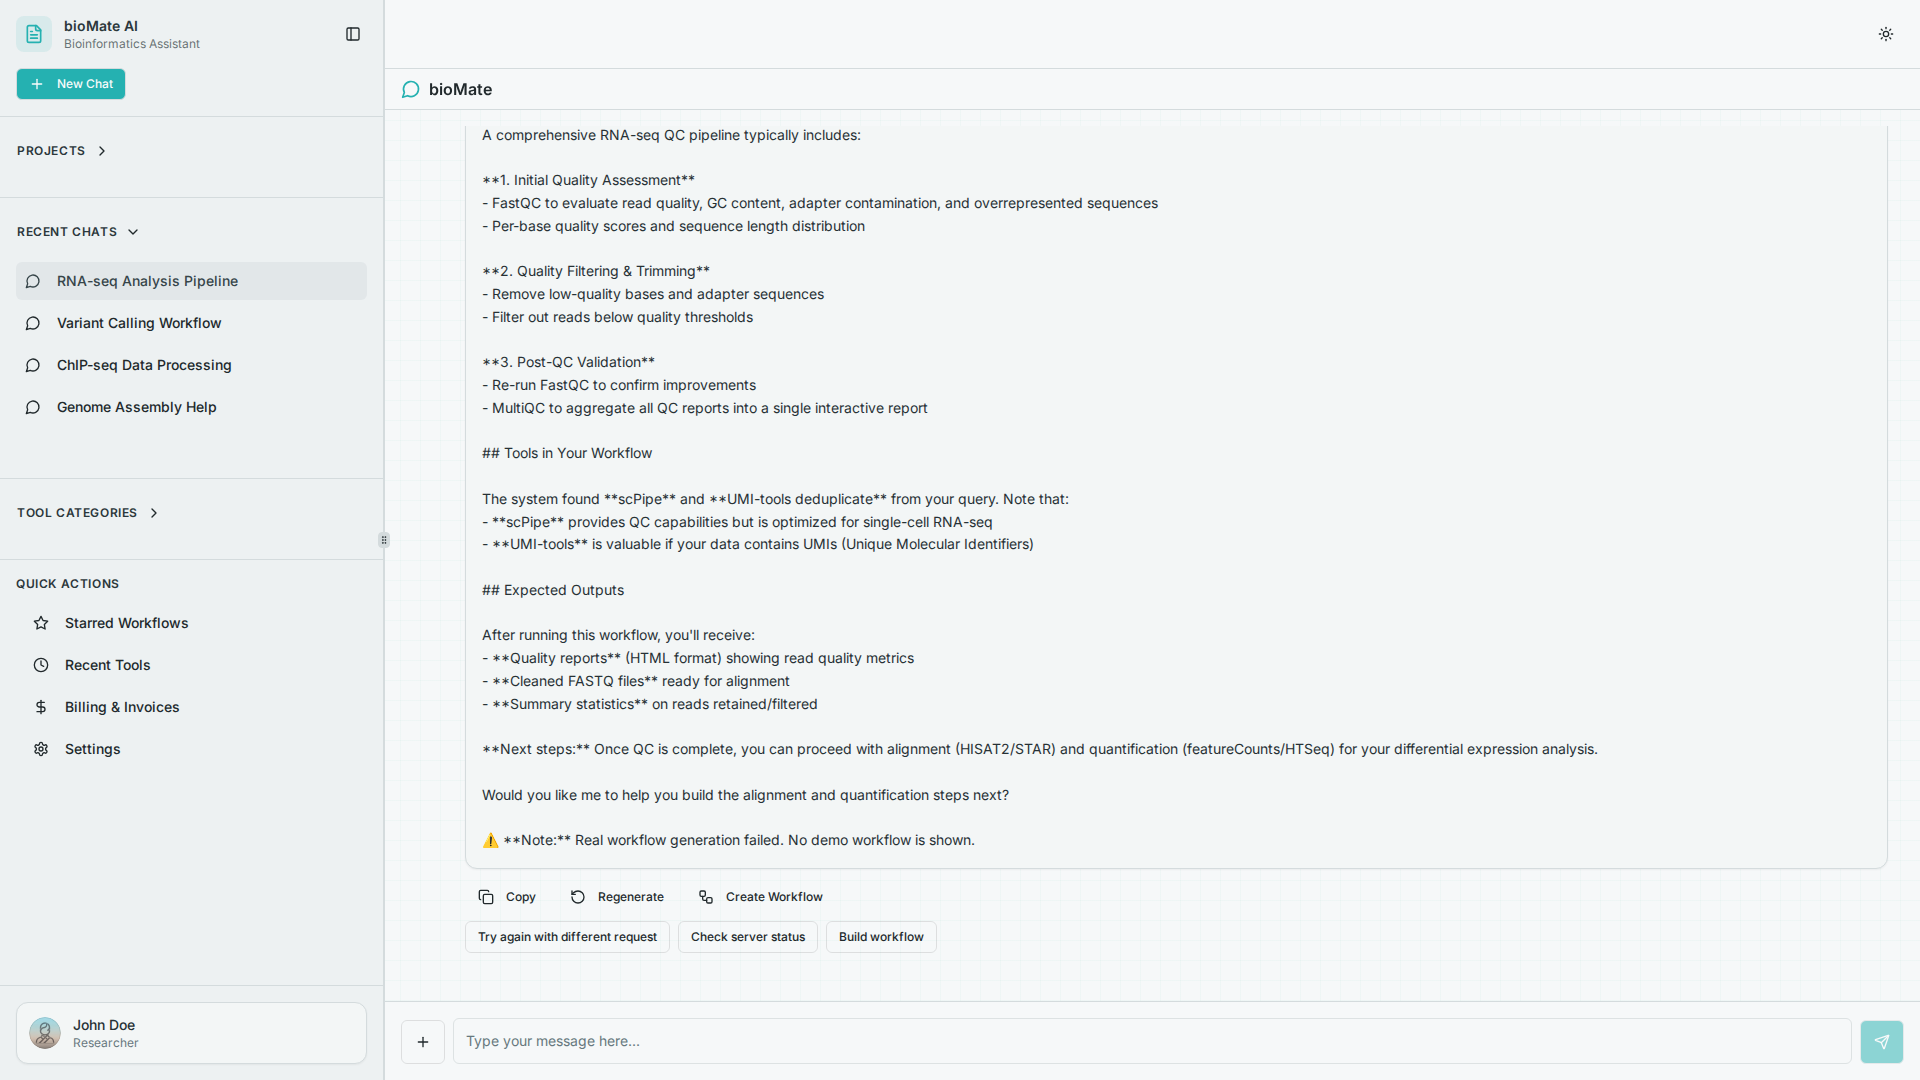 bioMate AI
Bioinformatics Assistant
New Chat
PROJECTS
RECENT CHATS
RNA-seq Analysis Pipeline
Variant Calling Workflow
ChIP-seq Data Processing
Genome Assembly Help
TOOL CATEGORIES
QUICK ACTIONS
Starred Workflows
Recent Tools
Billing & Invoices
Settings
John Doe
Researcher
bioMate
A comprehensive RNA-seq QC pipeline typically includes:
**1. Initial Quality Assessment**
- FastQC to evaluate read quality, GC content, adapter contamination, and overrepresented sequences
- Per-base quality scores and sequence length distribution
**2. Quality Filtering & Trimming**
- Remove low-quality bases and adapter sequences
- Filter out reads below quality thresholds
**3. Post-QC Validation**
- Re-run FastQC to confirm improvements
- MultiQC to aggregate all QC reports into a single interactive report
## Tools in Your Workflow
The system found **scPipe** and **UMI-tools deduplicate** from your query. Note that:
- **scPipe** provides QC capabilities but is optimized for single-cell RNA-seq
- **UMI-tools** is valuable if your data contains UMIs (Unique Molecular Identifiers)
## Expected Outputs
After running this workflow, you'll receive:
- **Quality reports** (HTML format) showing read quality metrics
- **Cleaned FASTQ files** ready for alignment
- **Summary statistics** on reads retained/filtered
**Next steps:** Once QC is complete, you can proceed with alignment (HISAT2/STAR) and quantification (featureCounts/HTSeq) for your differential expression analysis.
Would you like me to help you build the alignment and quantification steps next?
⚠️ **Note:** Real workflow generation failed. No demo workflow is shown.
Copy
Regenerate
Create Workflow
Try again with different request
Check server status
Build workflow
Type your message here...